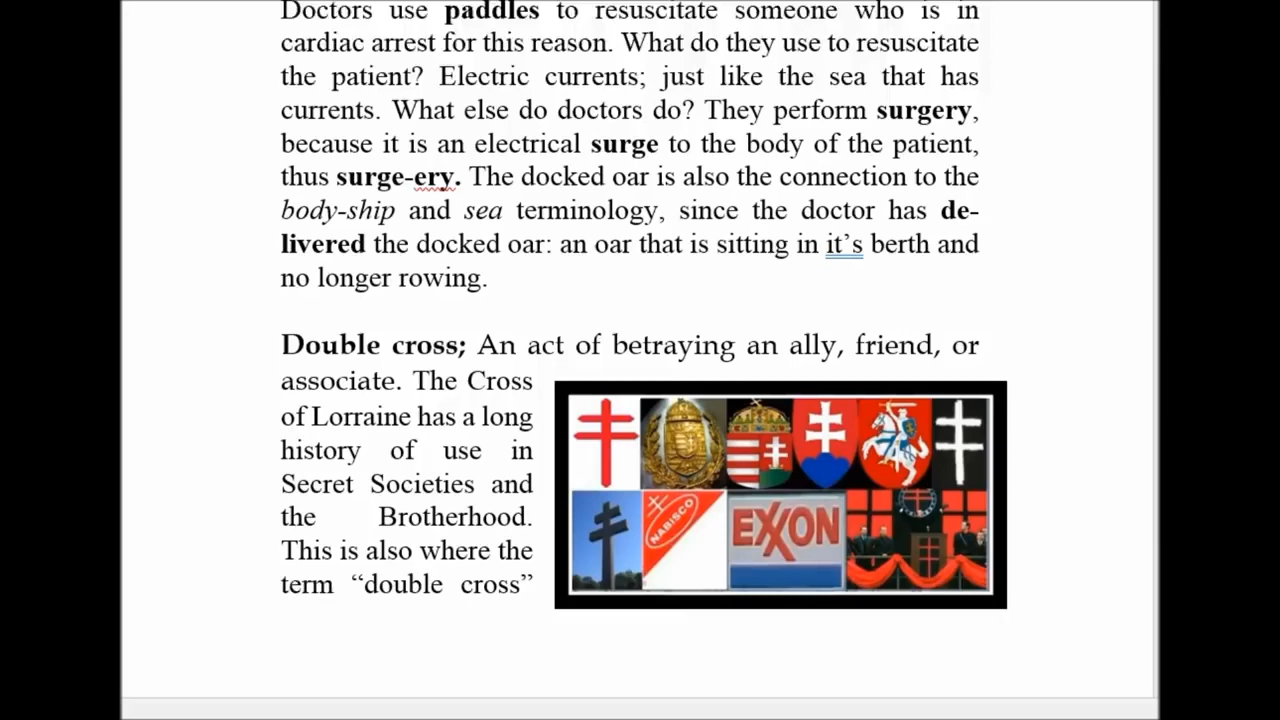 Doctors use paddles to resuscitate someone who is in
cardiac arrest for this reason. What do they use to resuscitate
the patient? Electric currents; just like the sea that has
currents. What else do doctors do? They perform surgery,
because it is an electrical surge to the body of the patient,
thus surge-ery. The docked oar is also the connection to the
body-ship and sea terminology, since the doctor has de-
livered the docked oar: an oar that is sitting in it’s berth and
no longer rowing.
Double cross; An act of betraying an ally, friend, or
associate. The Cross
of Lorraine has a long
history of use in
Secret Societies and
the Brotherhood.
This is also where the
term “double cross”
NABISCO
EXXON